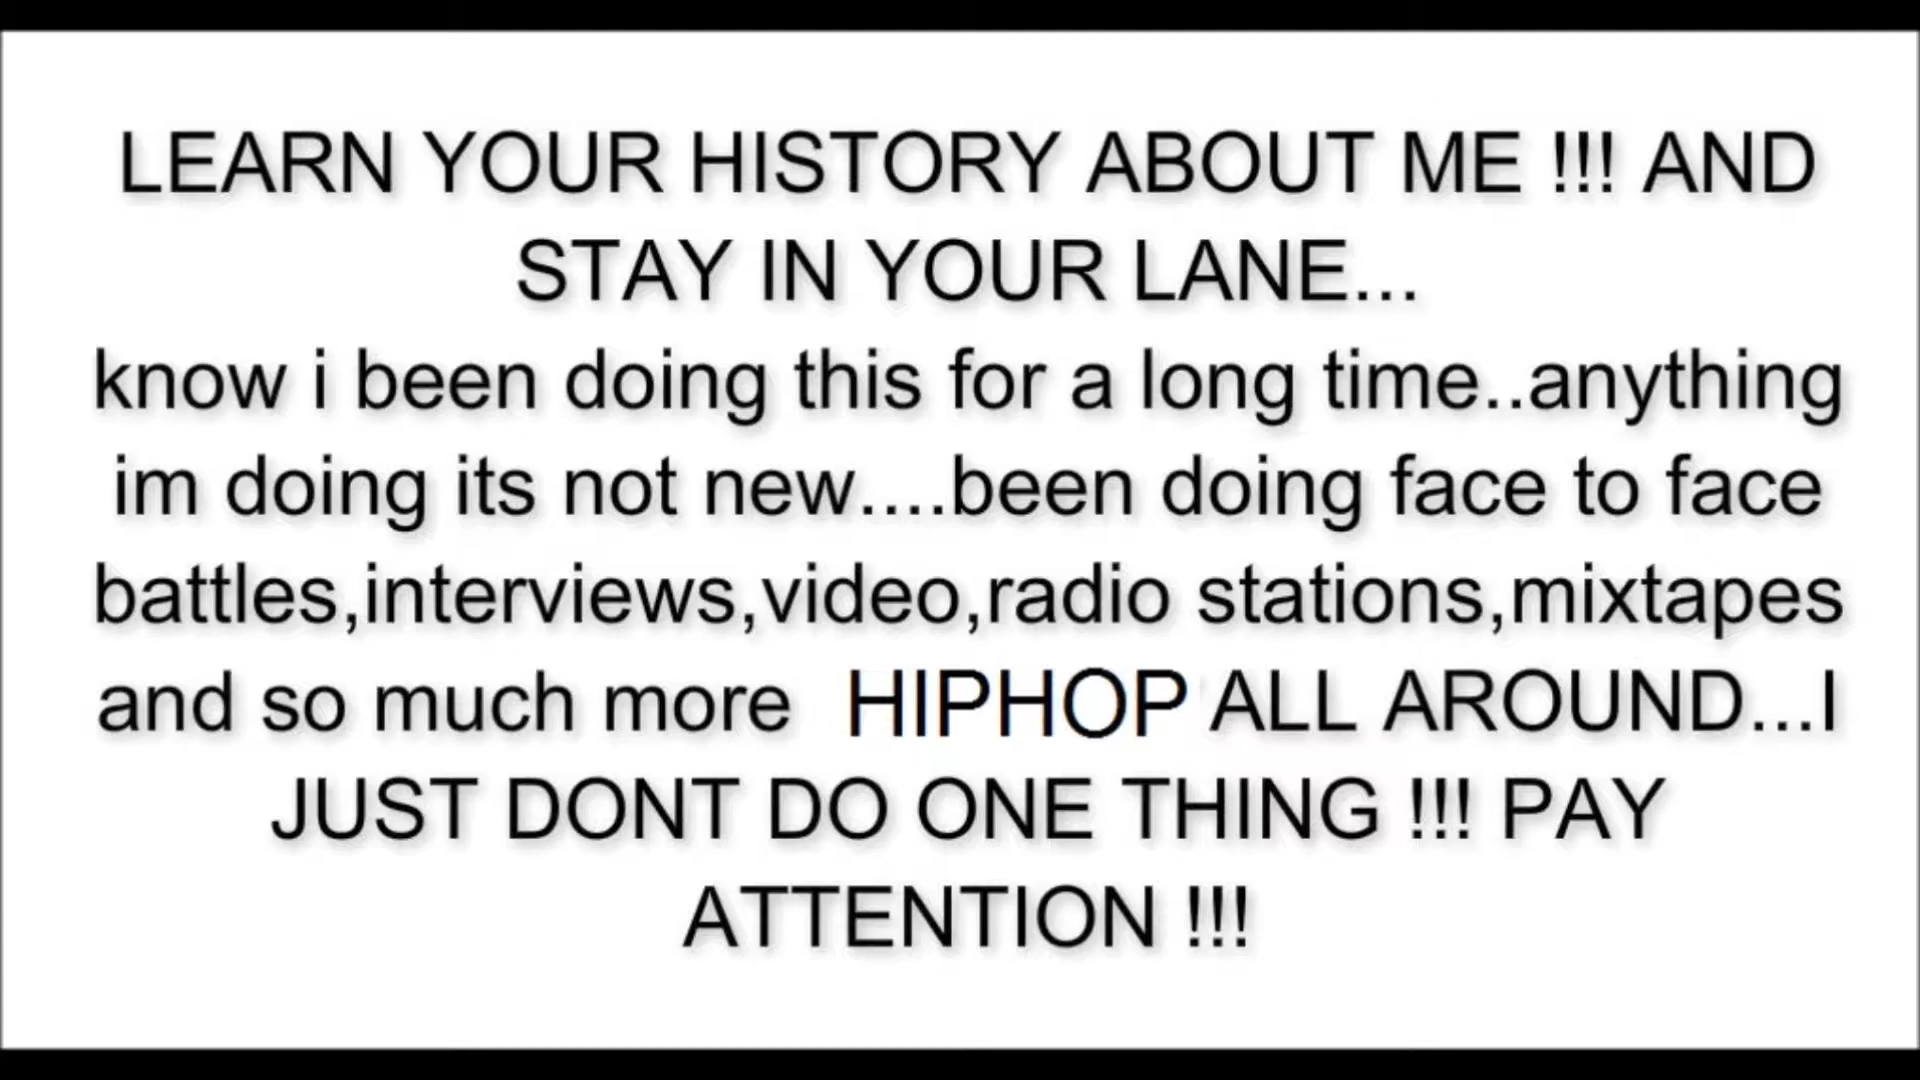 LEARN YOUR HISTORY ABOUT ME !!! AND
STAY IN YOUR LANE...
know i been doing this for a long time..anything
im doing its not new....been doing face to face
battles,interviews,video,radio stations,mixtapes
and so much more HIPHOP ALL AROUND...I
JUST DONT DO ONE THING !!! PAY
ATTENTION !!!